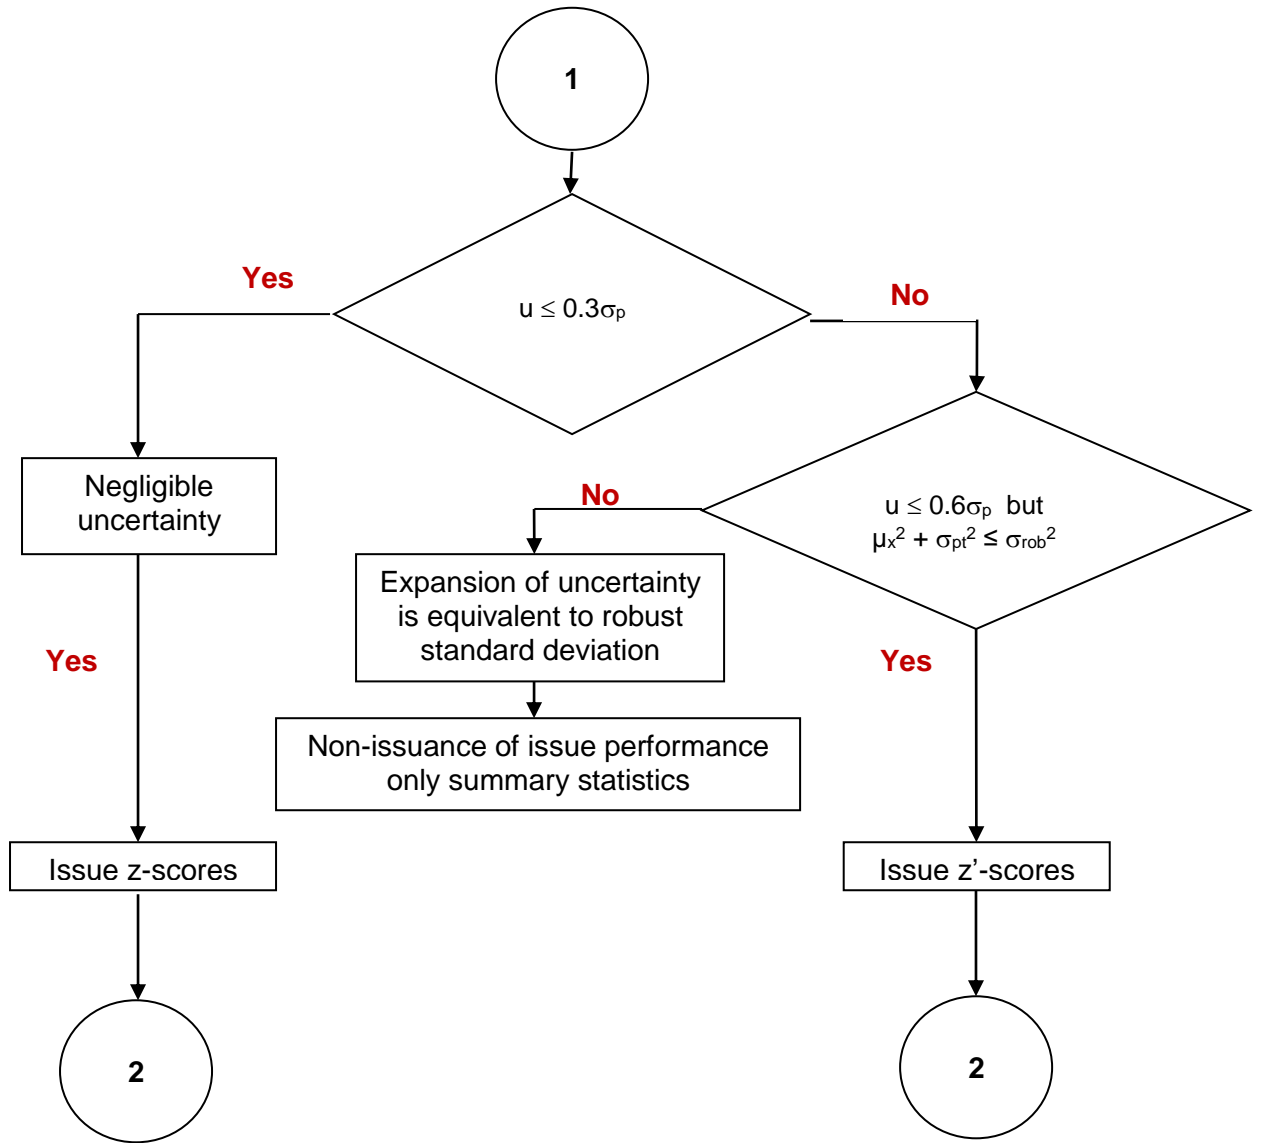 1
Yes
No
u ≤ 0.3σp
Negligible
uncertainty
No
u ≤ 0.6σp but
μx² + σpt² ≤ σrob²
Expansion of uncertainty
is equivalent to robust
standard deviation
Yes
Yes
Non-issuance of issue performance
only summary statistics
Issue z-scores
Issue z’-scores
2
2